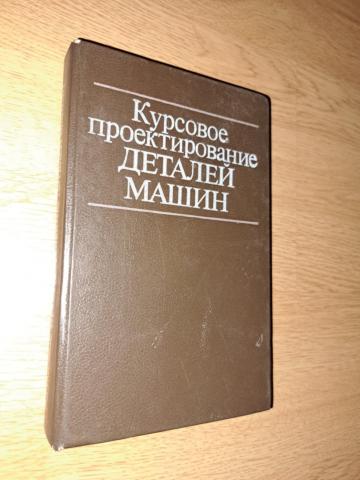 Курсовое
проектирование
ДЕТАЛЕЙ
МАШИН